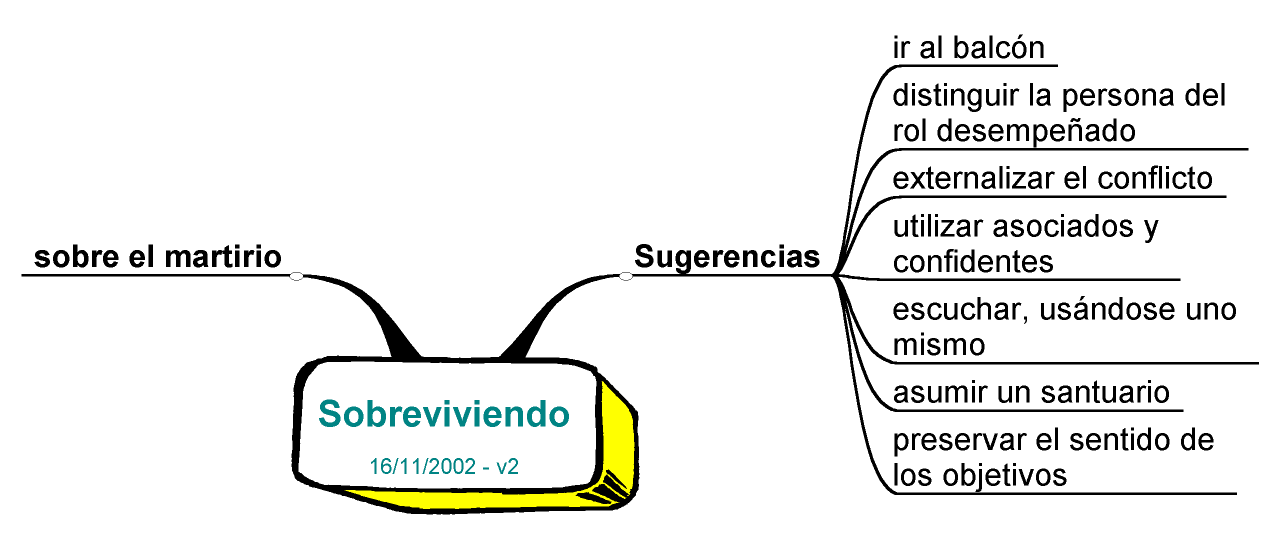 sobre el martirio
Sobreviviendo
16/11/2002 - v2
Sugerencias
ir al balcón
distinguir la persona del
rol desempeñado
externalizar el conflicto
utilizar asociados y
confidentes
escuchar, usándose uno
mismo
asumir un santuario
preservar el sentido de
los objetivos